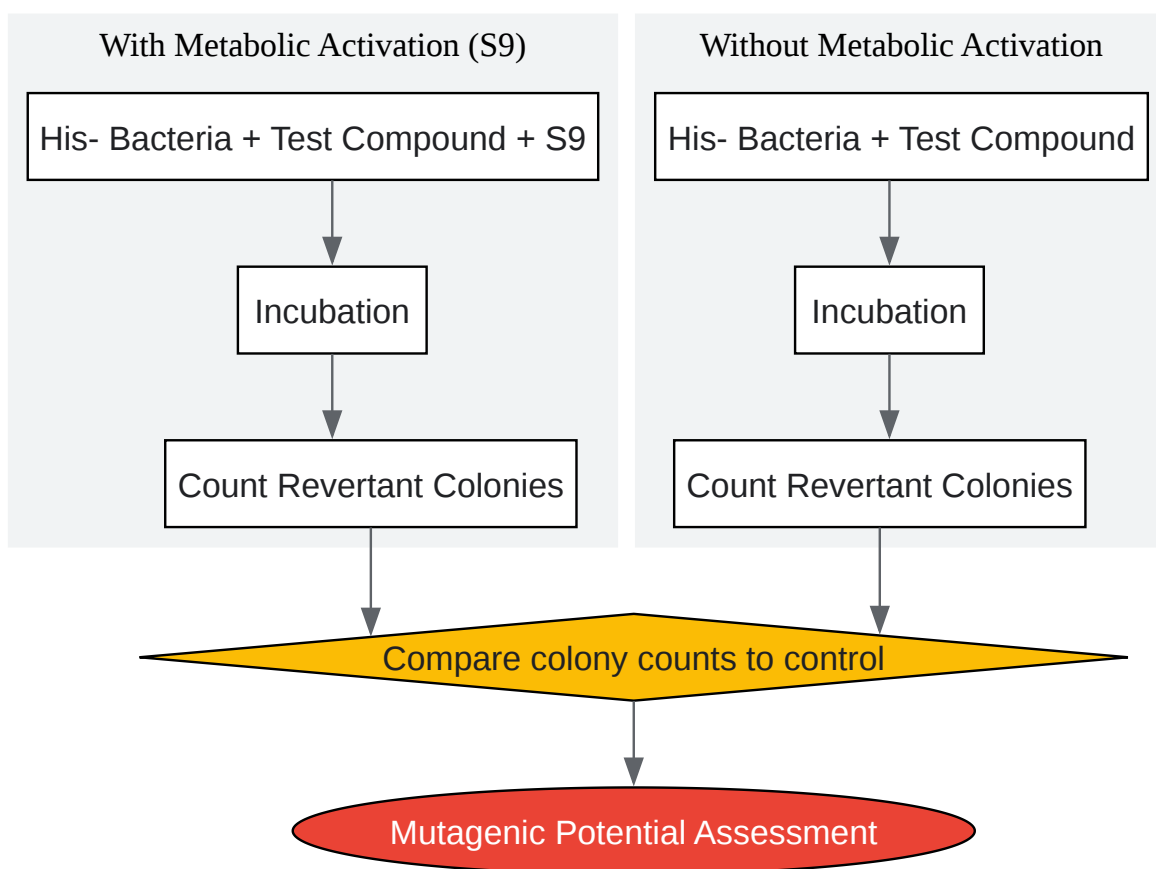 With Metabolic Activation (S9)
His- Bacteria + Test Compound + S9
Incubation
Count Revertant Colonies
Without Metabolic Activation
His- Bacteria + Test Compound
Incubation
Count Revertant Colonies
Compare colony counts to control
Mutagenic Potential Assessment